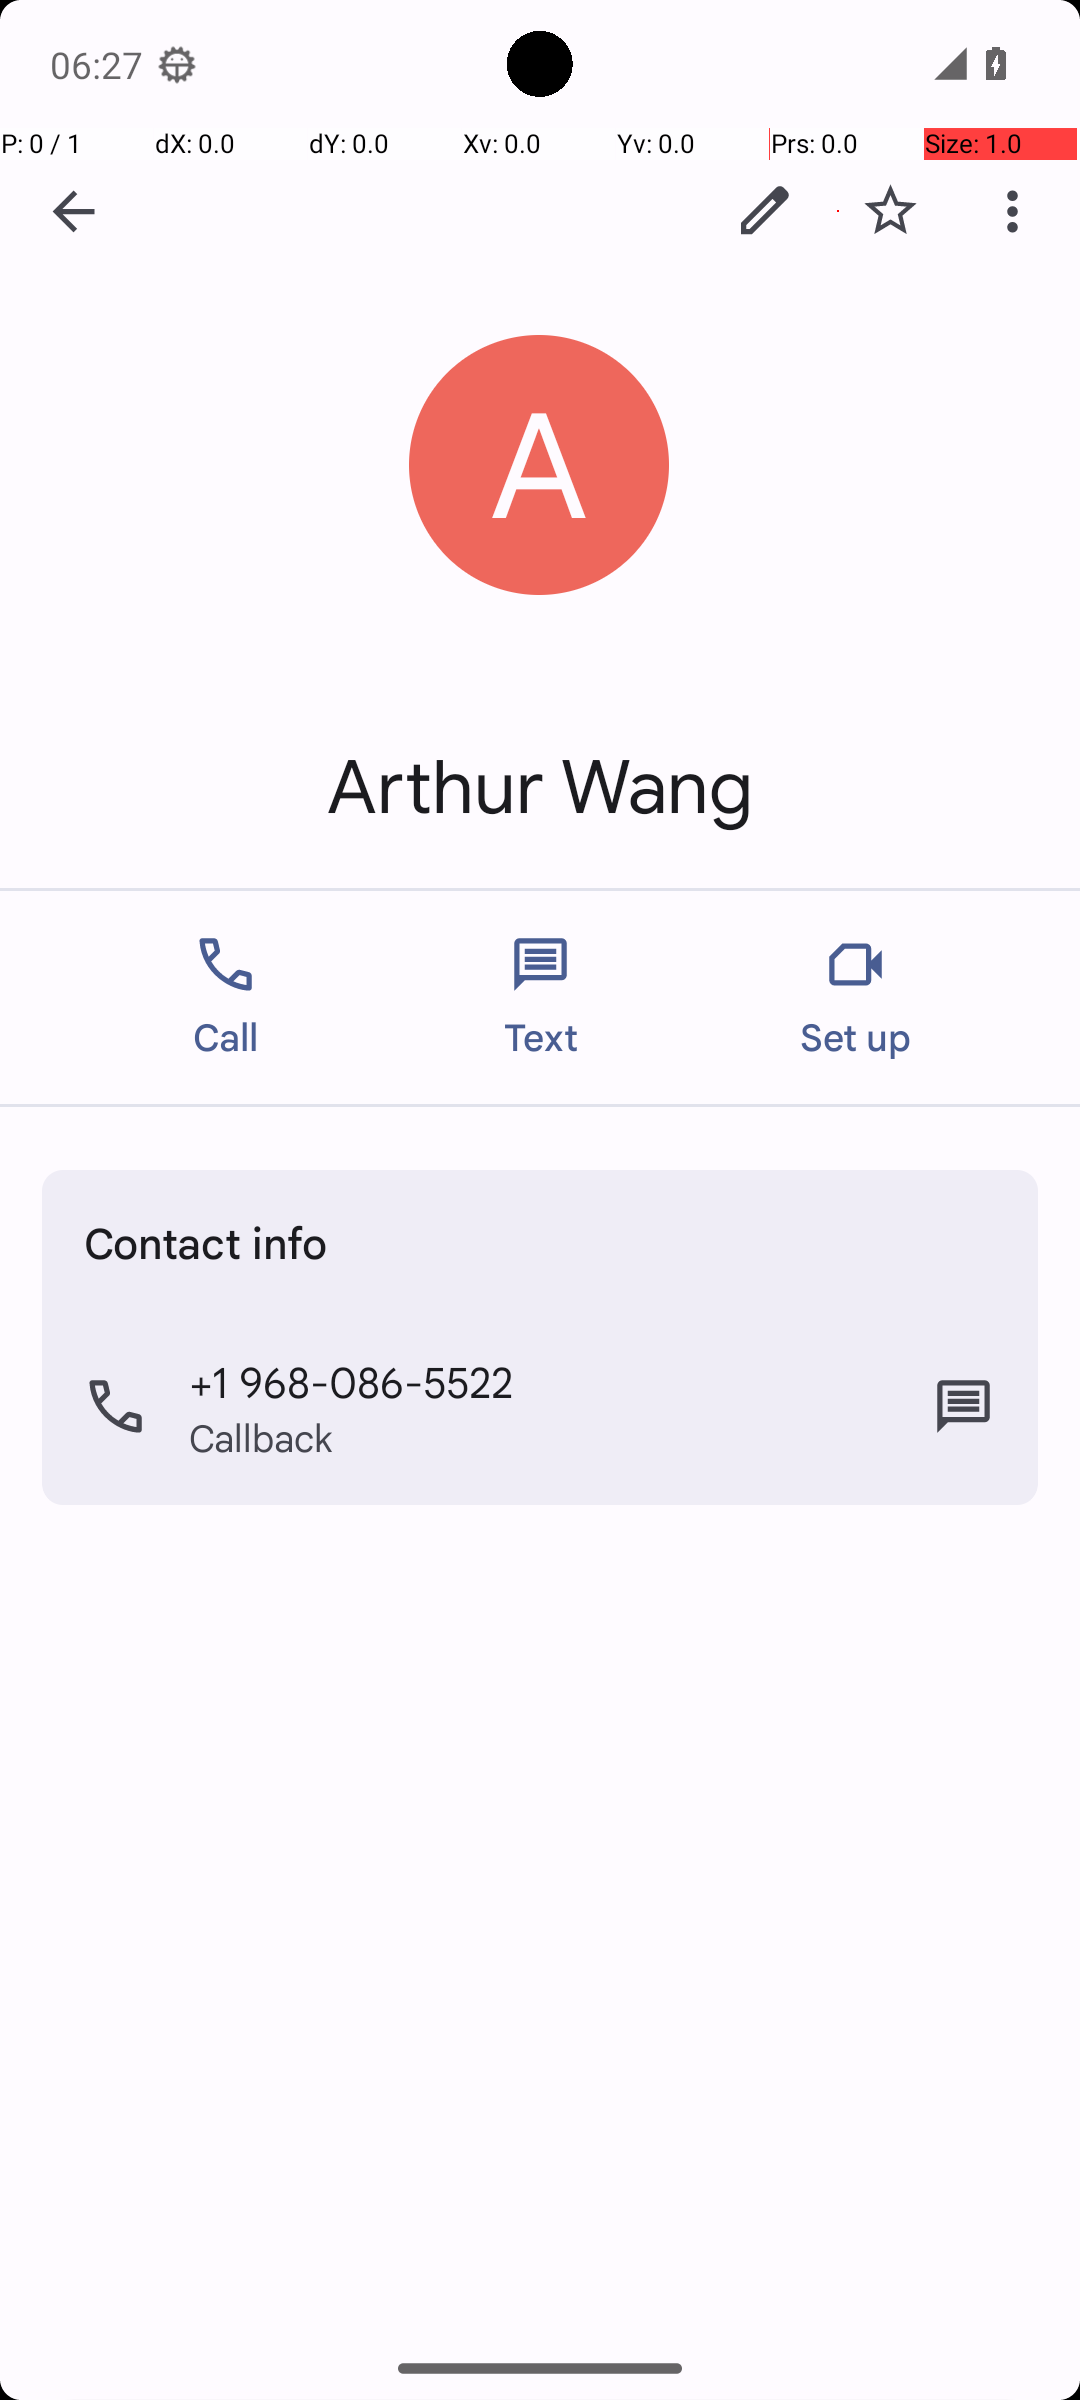 06:27
P: 0 / 1 dX: 0.0 dY: 0.0 Xv: 0.0 Yv: 0.0 Prs: 0.0 Size: 1.0
A
Arthur Wang
Call Text Set up
Contact info
+1 968-086-5522
Callback